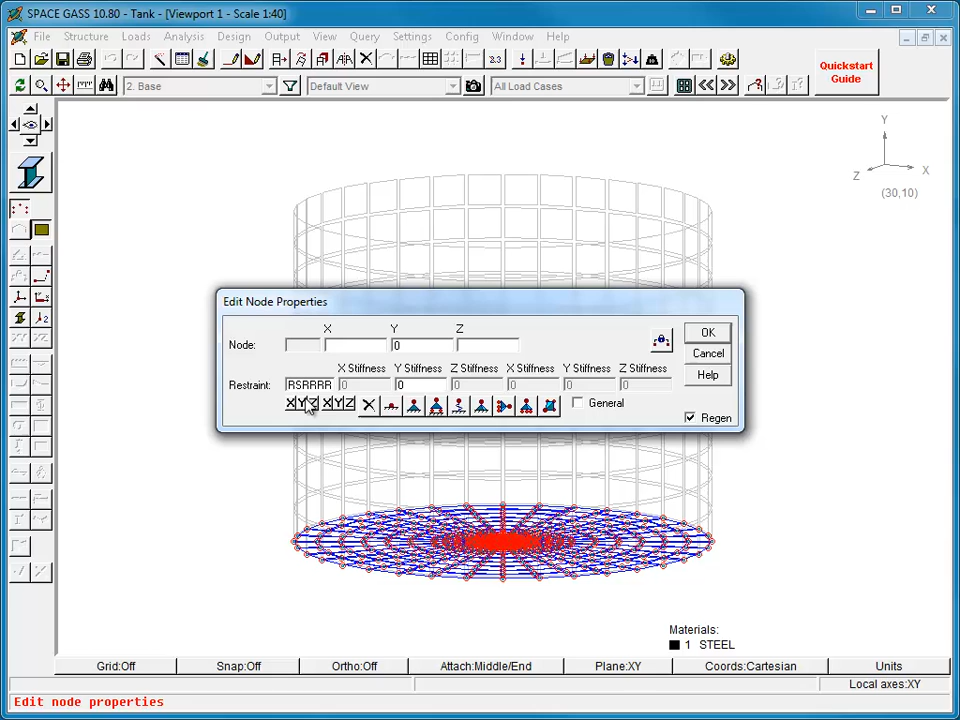 SPACE GASS 10.80 - Tank - [Viewport 1 - Scale 1:40]
File Structure Loads Analysis Design Output View Query Settings Config Window Help
2.3
Quickstart Guide
2. Base Default View All Load Cases
Y
Z X
(30,10)
Edit Node Properties
X Y Z
Node: 0 OK
X Stiffness Y Stiffness Z Stiffness X Stiffness Y Stiffness Z Stiffness Cancel
Restraint: RSRRRR 0 0 0 0 0 0 Help
X Y Z X Y Z General
Regen
Materials:
1 STEEL
Grid:Off Snap:Off Ortho:Off Attach:Middle/End Plane:XY Coords:Cartesian Units
Local axes:XY
Edit node properties